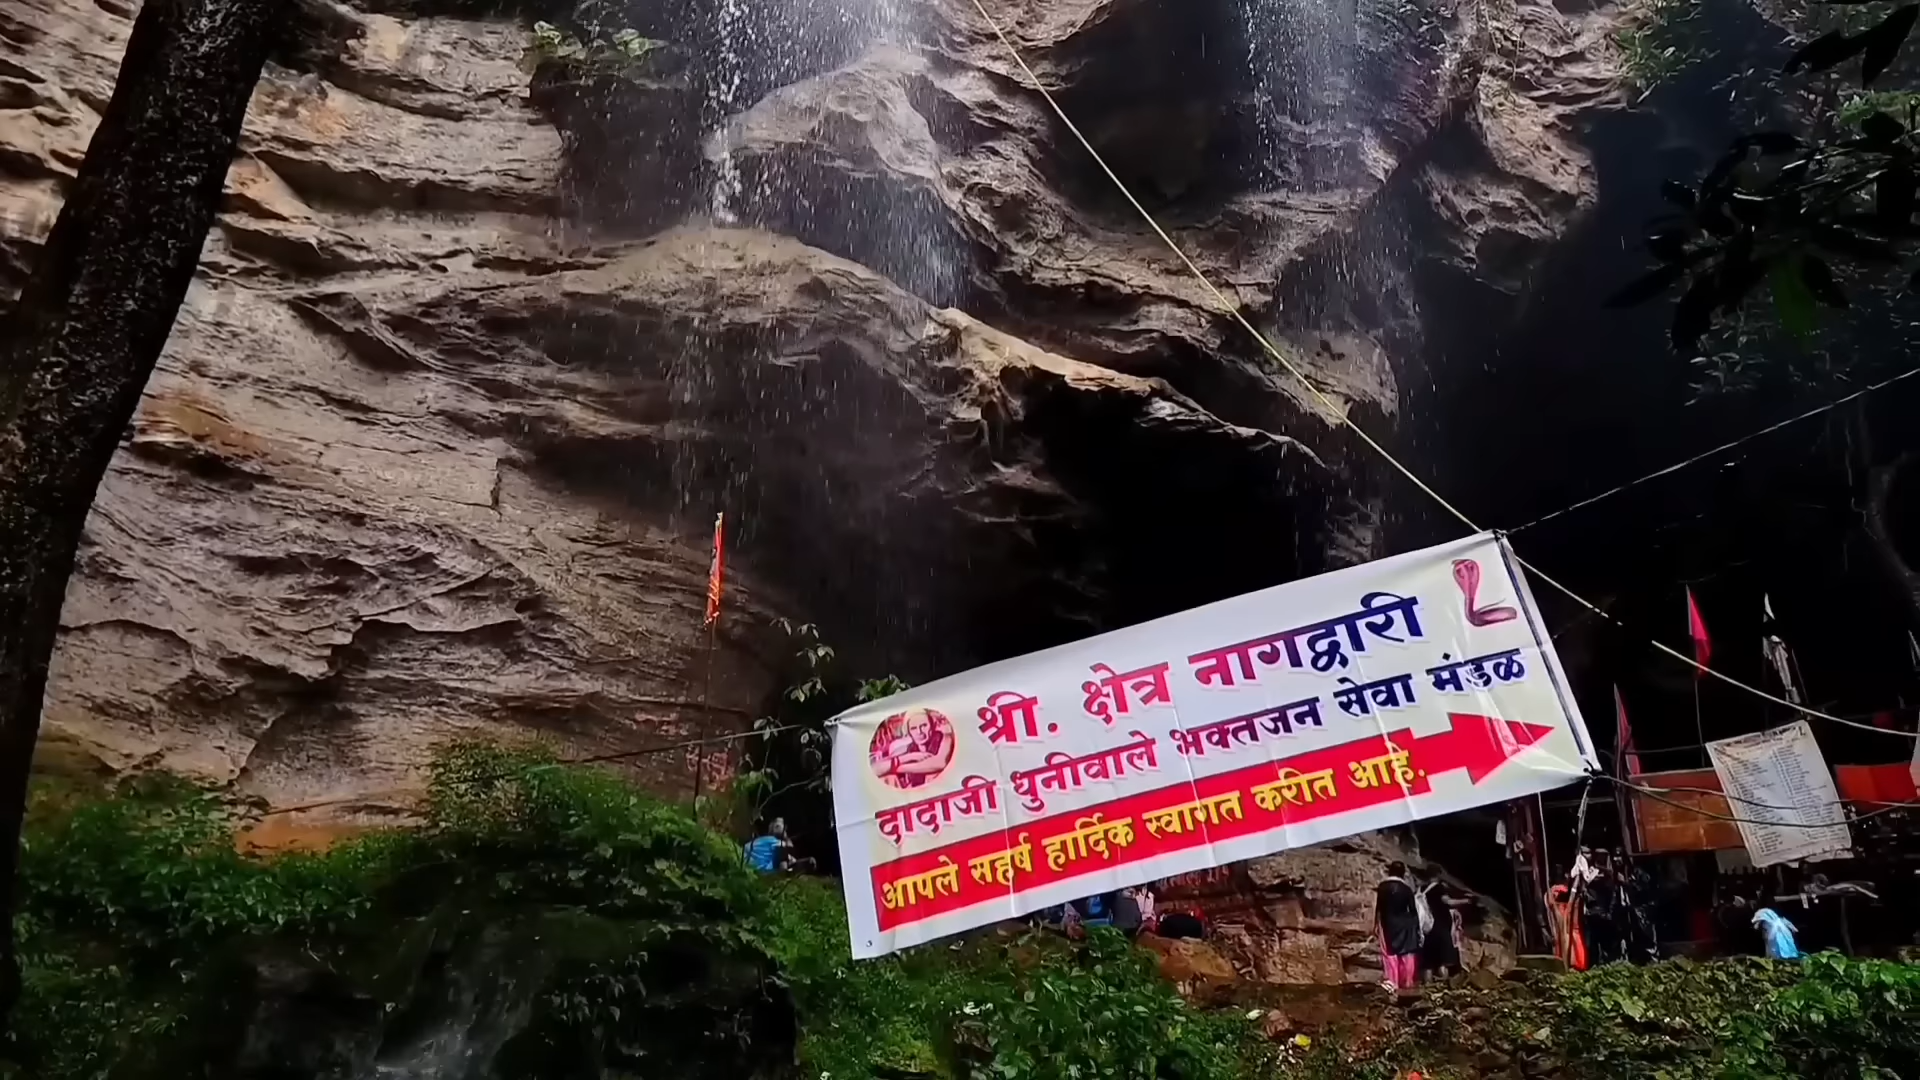 श्री. क्षेत्र नागद्वारी
दादाजी धुनीवाले भक्तजन सेवा मंडळ
आपले सहर्ष हार्दिक स्वागत करीत आहे.